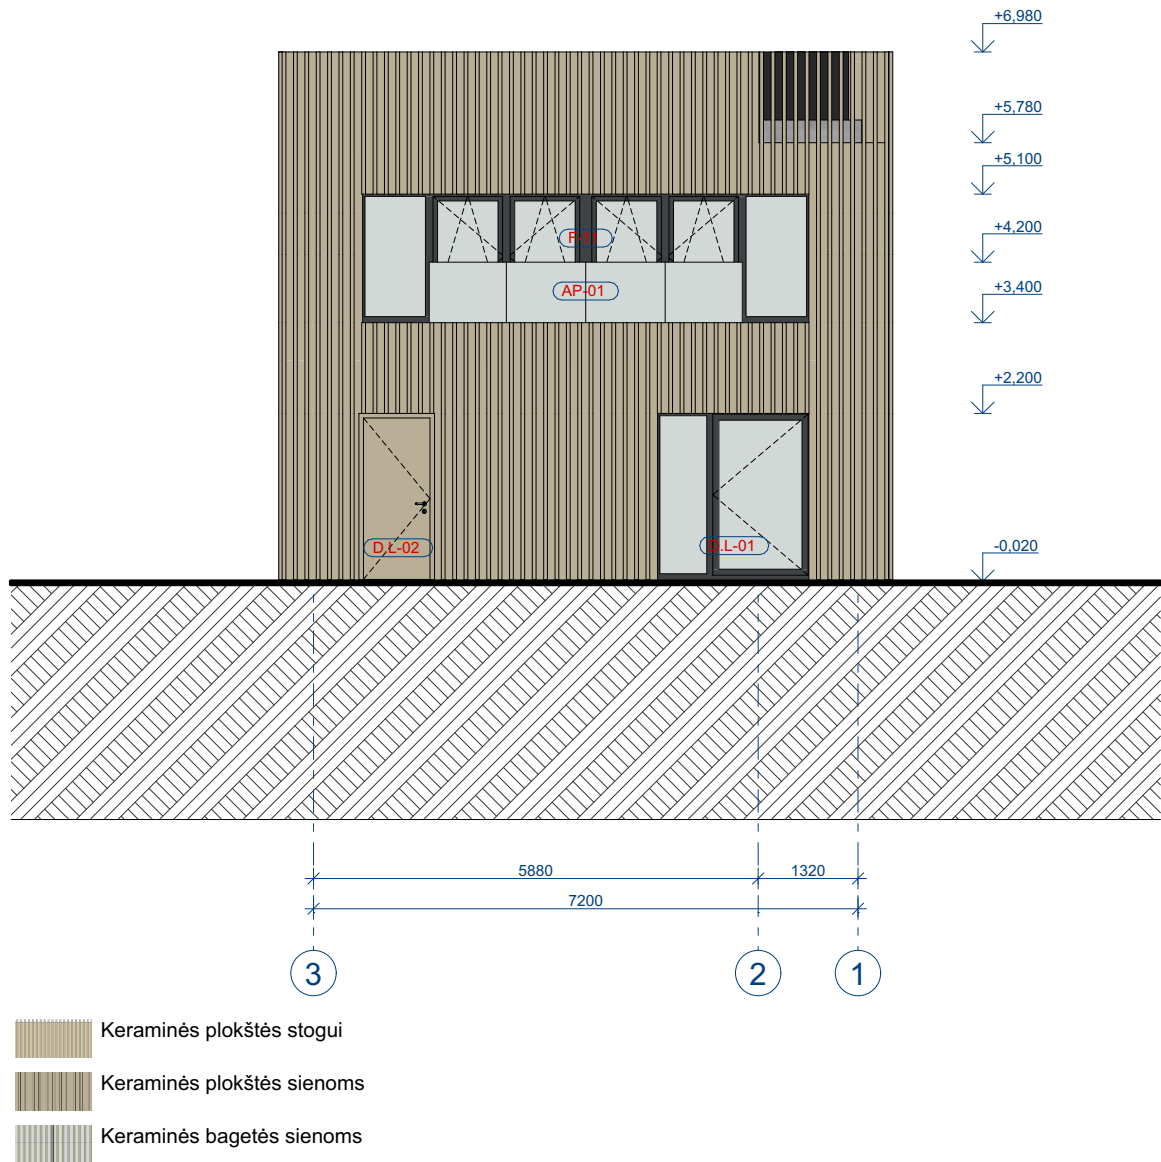 +6,980
+5,780
+5,100
+4,200
F-11
AP-01
+3,400
+2,200
D.L-02
D.L-01
-0,020
5880
1320
7200
3
2
1
Keraminės plokštės stogui
Keraminės plokštės sienoms
Keraminės bagetės sienoms